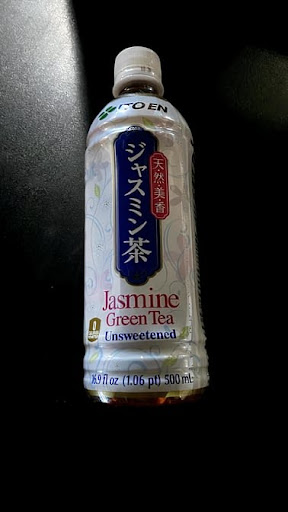 ITO EN
ジャスミン茶
天然・美・香
Jasmine
Green Tea
Unsweetened
0
16.9 fl oz (1.06 pt) 500 mL